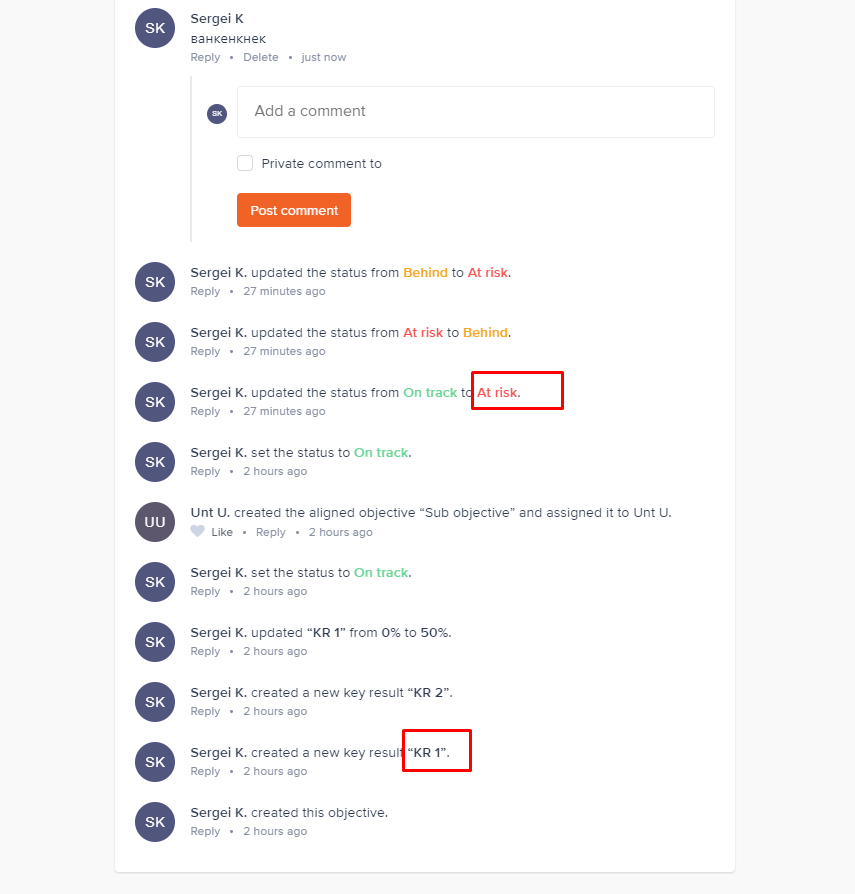 SK
Sergei K
ванкенкнек
Reply • Delete • just now
SK
Add a comment
Private comment to
Post comment
SK
Sergei K. updated the status from Behind to At risk.
Reply • 27 minutes ago
SK
Sergei K. updated the status from At risk to Behind.
Reply • 27 minutes ago
SK
Sergei K. updated the status from On track to At risk.
Reply • 27 minutes ago
SK
Sergei K. set the status to On track.
Reply • 2 hours ago
UU
Unt U. created the aligned objective “Sub objective” and assigned it to Unt U.
Like • Reply • 2 hours ago
SK
Sergei K. set the status to On track.
Reply • 2 hours ago
SK
Sergei K. updated “KR 1” from 0% to 50%.
Reply • 2 hours ago
SK
Sergei K. created a new key result “KR 2”.
Reply • 2 hours ago
SK
Sergei K. created a new key result “KR 1”.
Reply • 2 hours ago
SK
Sergei K. created this objective.
Reply • 2 hours ago